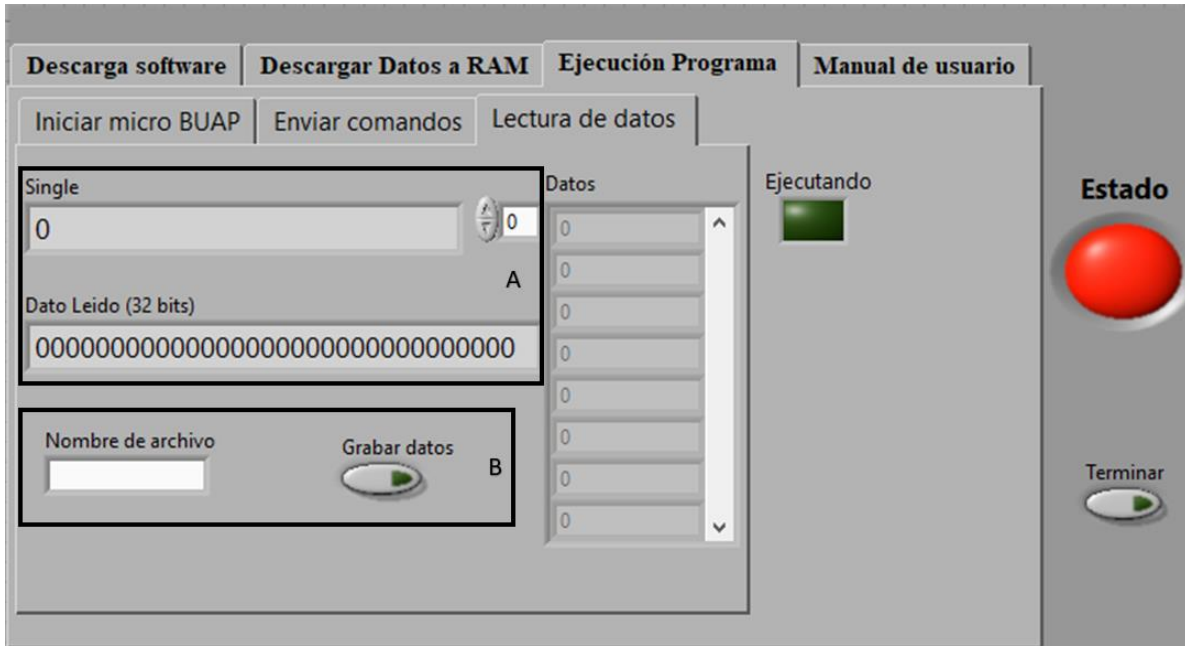 Descarga software
Descargar Datos a RAM
Ejecución Programa
Manual de usuario
Iniciar micro BUAP
Enviar comandos
Lectura de datos
Single
0
0
A
Dato Leido (32 bits)
00000000000000000000000000000000
Nombre de archivo
Grabar datos
B
Datos
0
0
0
0
0
0
0
0
Ejecutando
Estado
Terminar